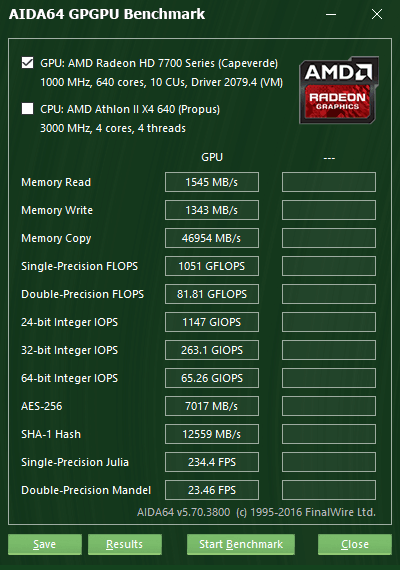 AIDA64 GPGPU Benchmark
GPU: AMD Radeon HD 7700 Series (Capeverde)
1000 MHz, 640 cores, 10 CUs, Driver 2079.4 (VM)
CPU: AMD Athlon II X4 640 (Propus)
3000 MHz, 4 cores, 4 threads
AMD
RADEON
GRAPHICS
GPU ---
Memory Read 1545 MB/s
Memory Write 1343 MB/s
Memory Copy 46954 MB/s
Single-Precision FLOPS 1051 GFLOPS
Double-Precision FLOPS 81.81 GFLOPS
24-bit Integer IOPS 1147 GIOPS
32-bit Integer IOPS 263.1 GIOPS
64-bit Integer IOPS 65.26 GIOPS
AES-256 7017 MB/s
SHA-1 Hash 12559 MB/s
Single-Precision Julia 234.4 FPS
Double-Precision Mandel 23.46 FPS
AIDA64 v5.70.3800 (c) 1995-2016 FinalWire Ltd.
Save Results Start Benchmark Close